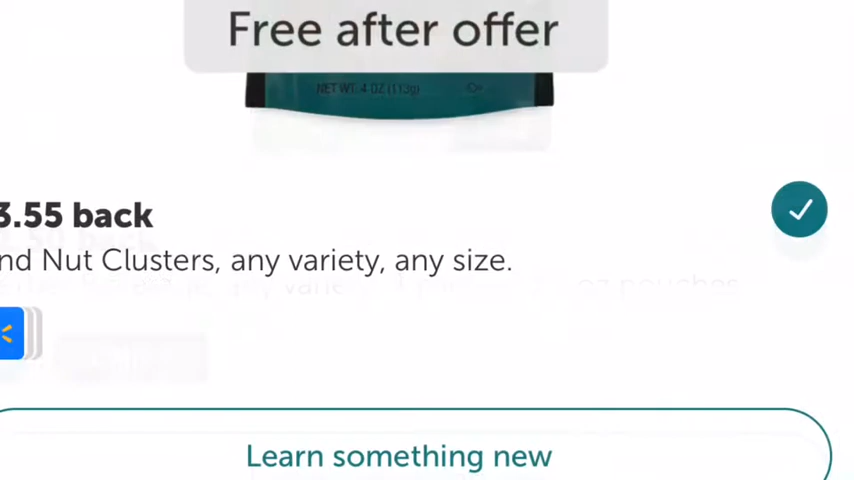 Free after offer
NET WT. 4 OZ (113g)
3.55 back
nd Nut Clusters, any variety, any size.
Learn something new